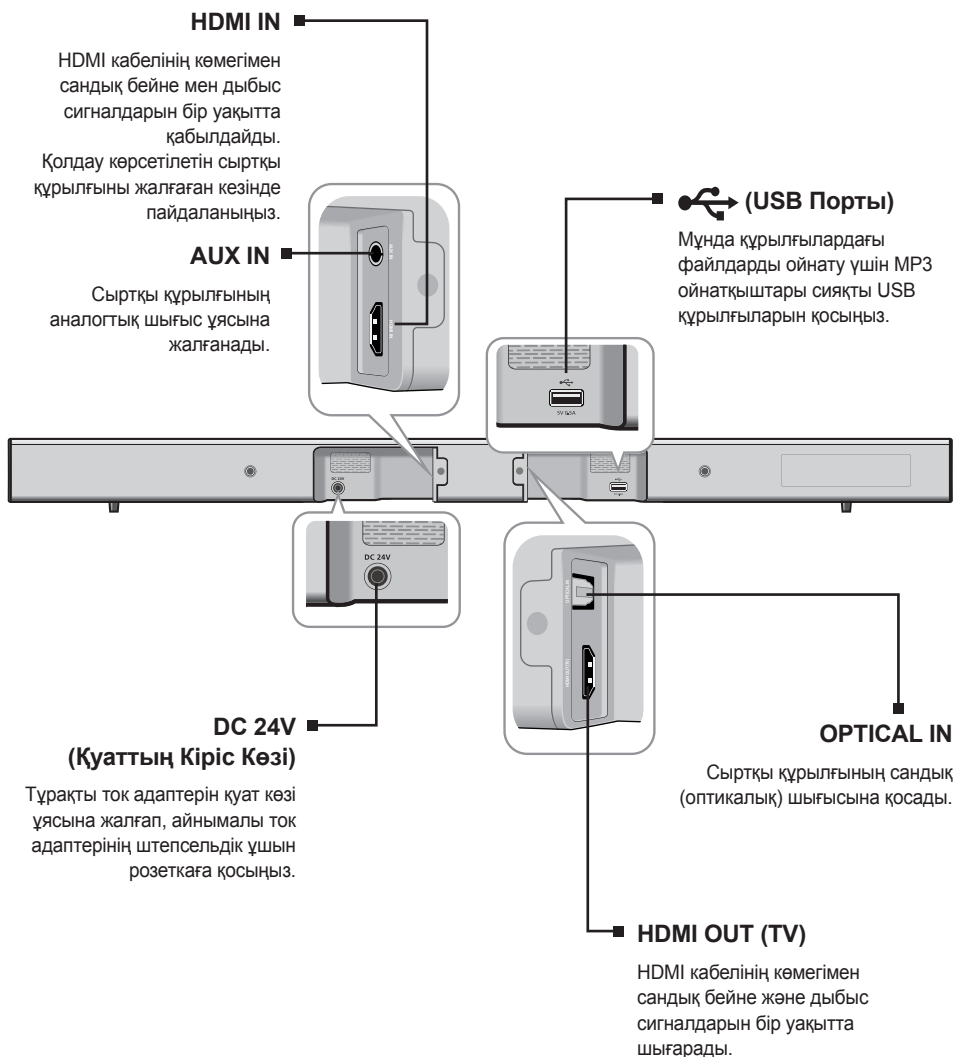 HDMI IN
HDMI кабелінің көмегімен
сандық бейне мен дыбыс
сигналдарын бір уақытта
қабылдайды.
Қолдау көрсетілетін сыртқы
құрылғыны жалғаған кезінде
пайдаланыңыз.
AUX IN
Сыртқы құрылғының
аналогтық шығыс ұясына
жалғанады.
(USB Порты)
Мұнда құрылғылардағы
файлдарды ойнату үшін MP3
ойнатқыштары сияқты USB
құрылғыларын қосыңыз.
5V 0.5A
DC 24V
DC 24V
DC 24V
(Қуаттың Кіріс Көзі)
Тұрақты ток адаптерін қуат көзі
ұясына жалғап, айнымалы ток
адаптерінің штепсельдік ұшын
розеткаға қосыңыз.
OPTICAL IN
Сыртқы құрылғының сандық
(оптикалық) шығысына қосады.
HDMI OUT (TV)
HDMI OUT (TV)
HDMI кабелінің көмегімен
сандық бейне және дыбыс
сигналдарын бір уақытта
шығарады.